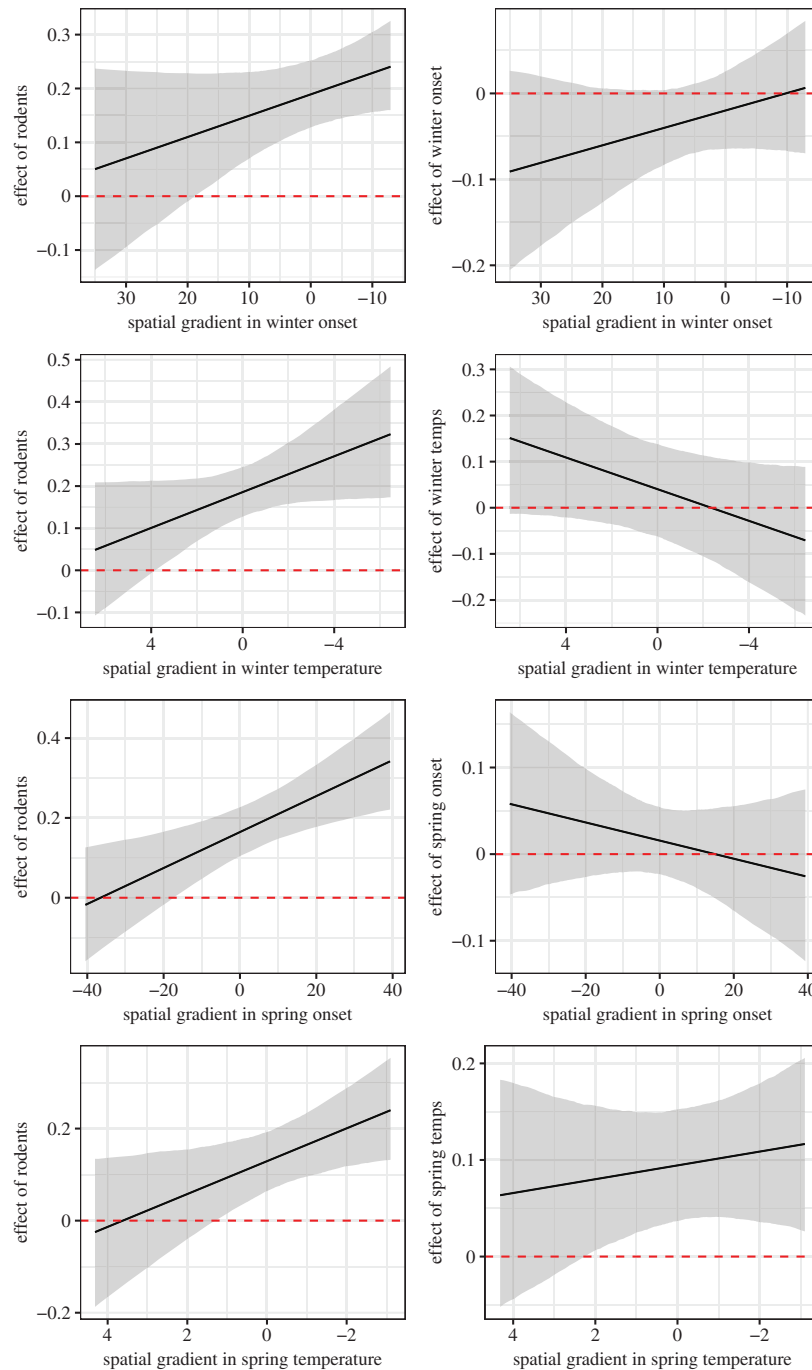 0.3
0.2
0.1
0
−0.1
effect of rodents
30 20 10 0 −10
spatial gradient in winter onset
0
−0.1
−0.2
effect of winter onset
30 20 10 0 −10
spatial gradient in winter onset
0.5
0.4
0.3
0.2
0.1
0
−0.1
effect of rodents
4 0 −4
spatial gradient in winter temperature
0.3
0.2
0.1
0
−0.1
−0.2
effect of winter temps
4 0 −4
spatial gradient in winter temperature
0.4
0.2
0
effect of rodents
−40 −20 0 20 40
spatial gradient in spring onset
0.1
0
−0.1
effect of spring onset
−40 −20 0 20 40
spatial gradient in spring onset
0.2
0
−0.2
effect of rodents
4 2 0 −2
spatial gradient in spring temperature
0.2
0.1
0
effect of spring temps
4 2 0 −2
spatial gradient in spring temperature